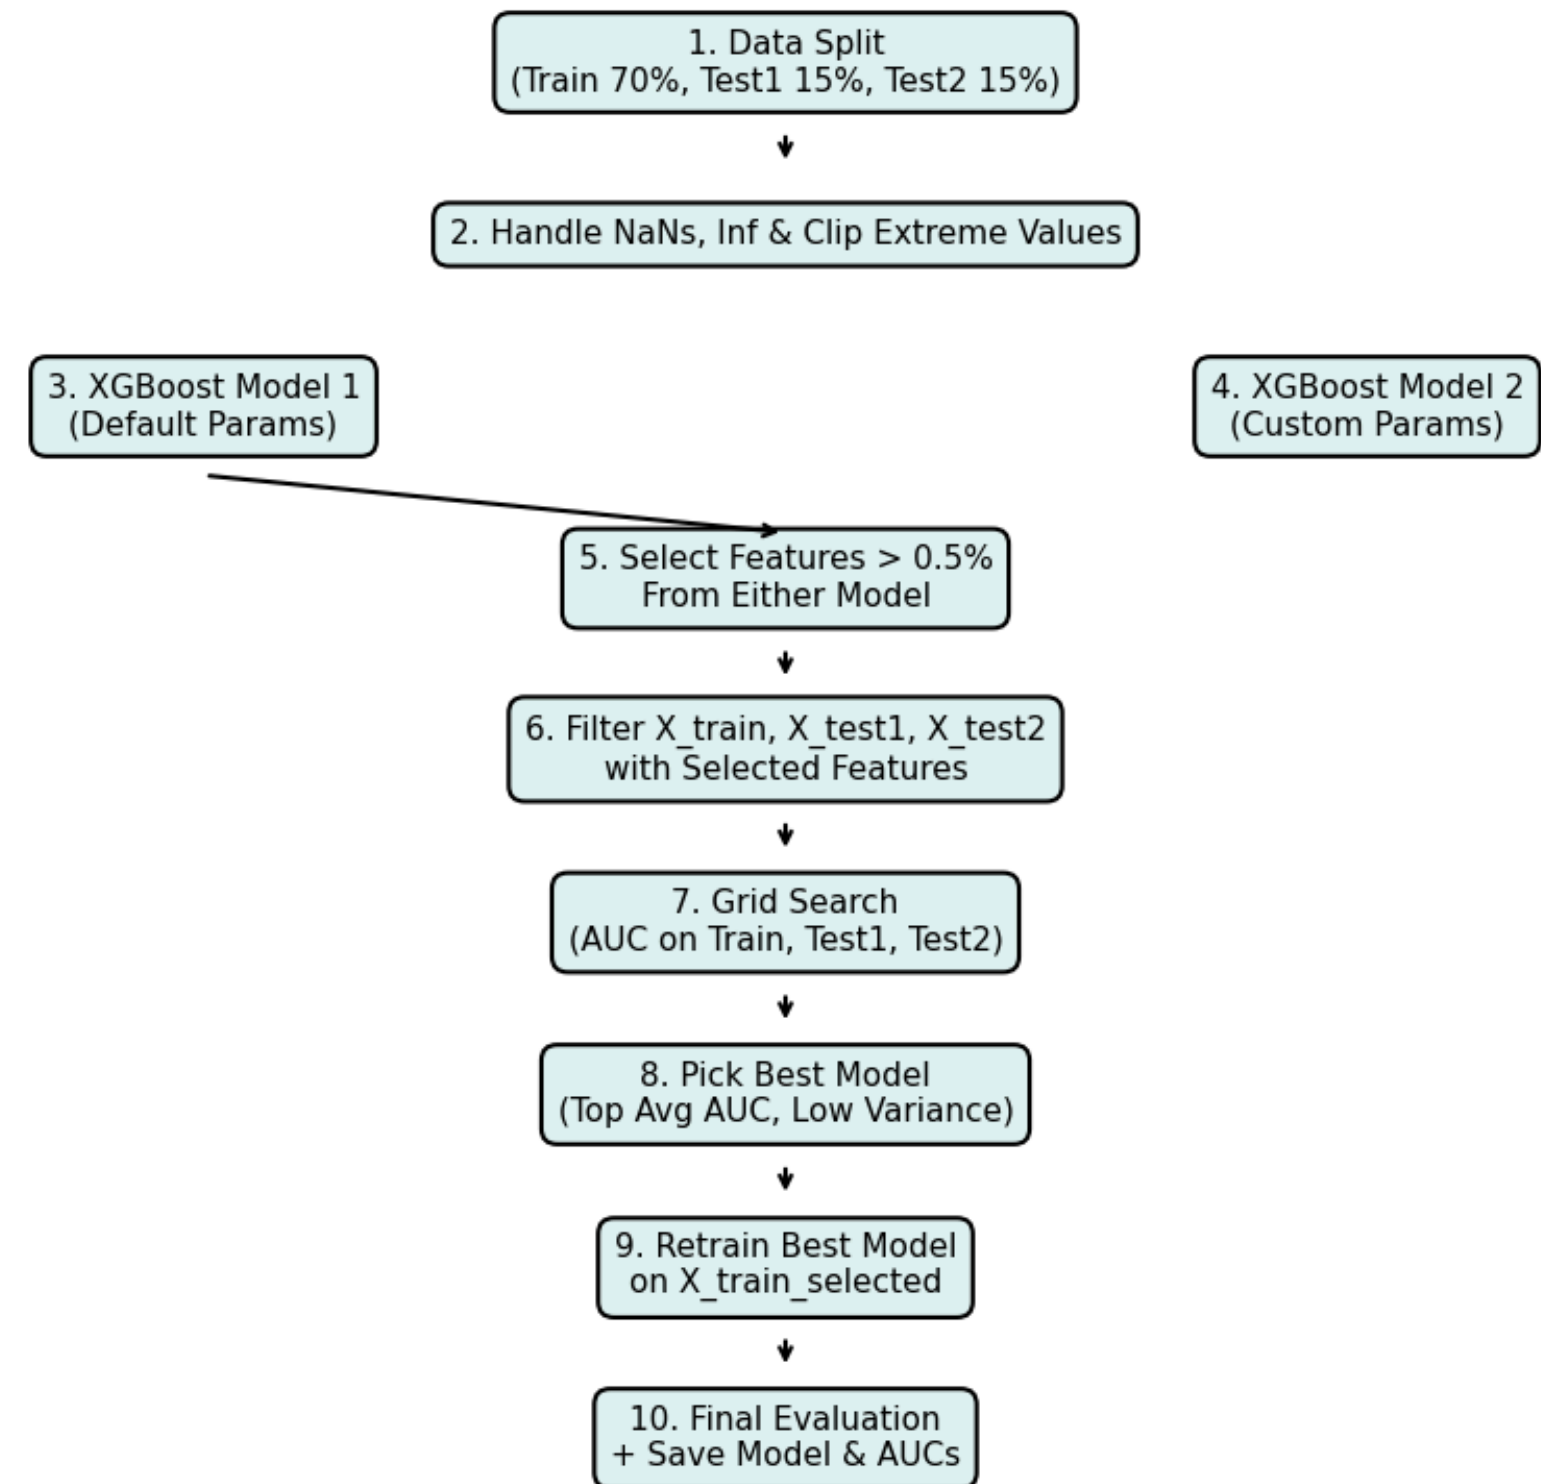 1. Data Split
(Train 70%, Test1 15%, Test2 15%)
2. Handle NaNs, Inf & Clip Extreme Values
3. XGBoost Model 1
(Default Params)
4. XGBoost Model 2
(Custom Params)
5. Select Features > 0.5%
From Either Model
6. Filter X_train, X_test1, X_test2
with Selected Features
7. Grid Search
(AUC on Train, Test1, Test2)
8. Pick Best Model
(Top Avg AUC, Low Variance)
9. Retrain Best Model
on X_train_selected
10. Final Evaluation
+ Save Model & AUCs